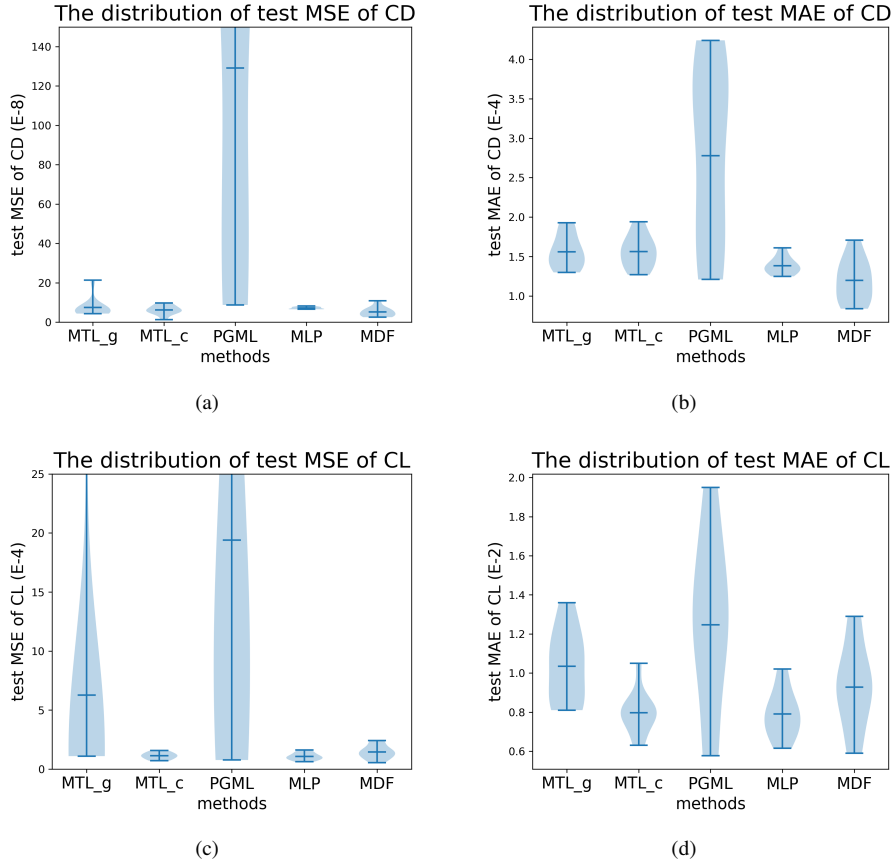 The distribution of test MSE of CD
test MSE of CD (E-8)
140
120
100
80
60
40
20
0
MTL_g MTL_c PGML MLP MDF
methods
(a)
The distribution of test MAE of CD
test MAE of CD (E-4)
4.0
3.5
3.0
2.5
2.0
1.5
1.0
MTL_g MTL_c PGML MLP MDF
methods
(b)
The distribution of test MSE of CL
test MSE of CL (E-4)
25
20
15
10
5
0
MTL_g MTL_c PGML MLP MDF
methods
(c)
The distribution of test MAE of CL
test MAE of CL (E-2)
2.0
1.8
1.6
1.4
1.2
1.0
0.8
0.6
MTL_g MTL_c PGML MLP MDF
methods
(d)